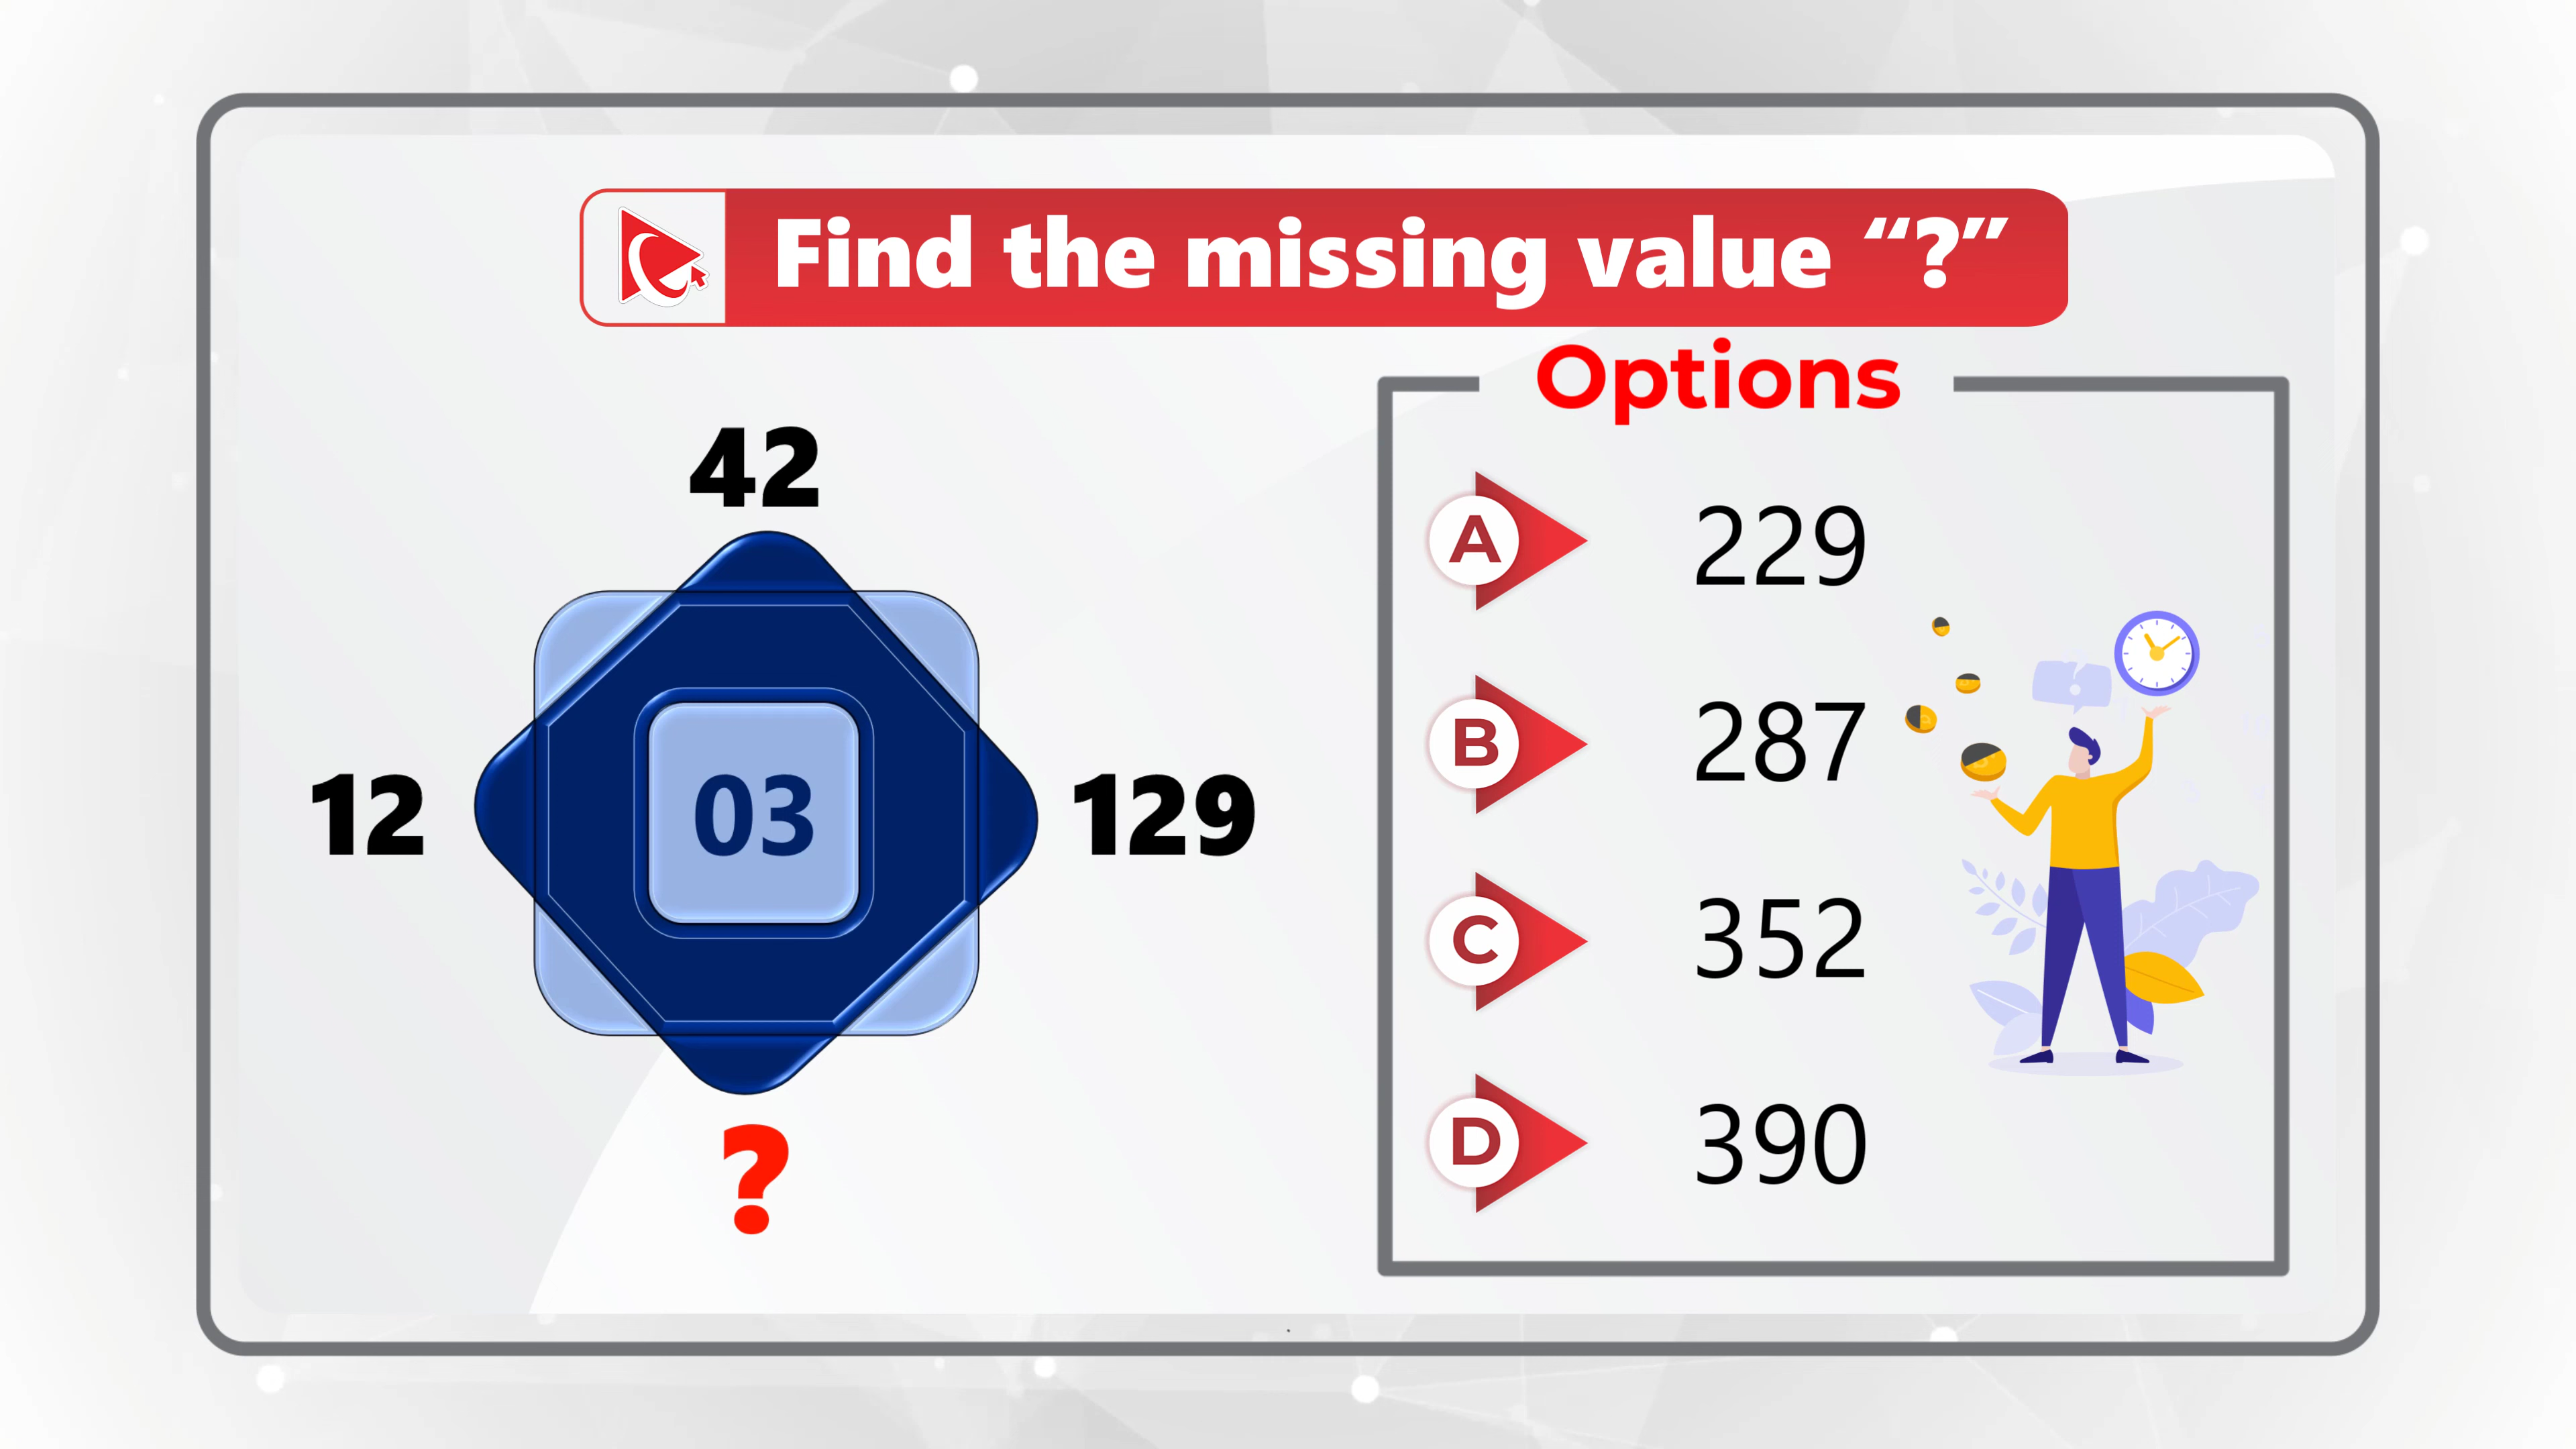 Find the missing value “?”
Options
42
12
03
129
?
A 229
B 287
C 352
D 390